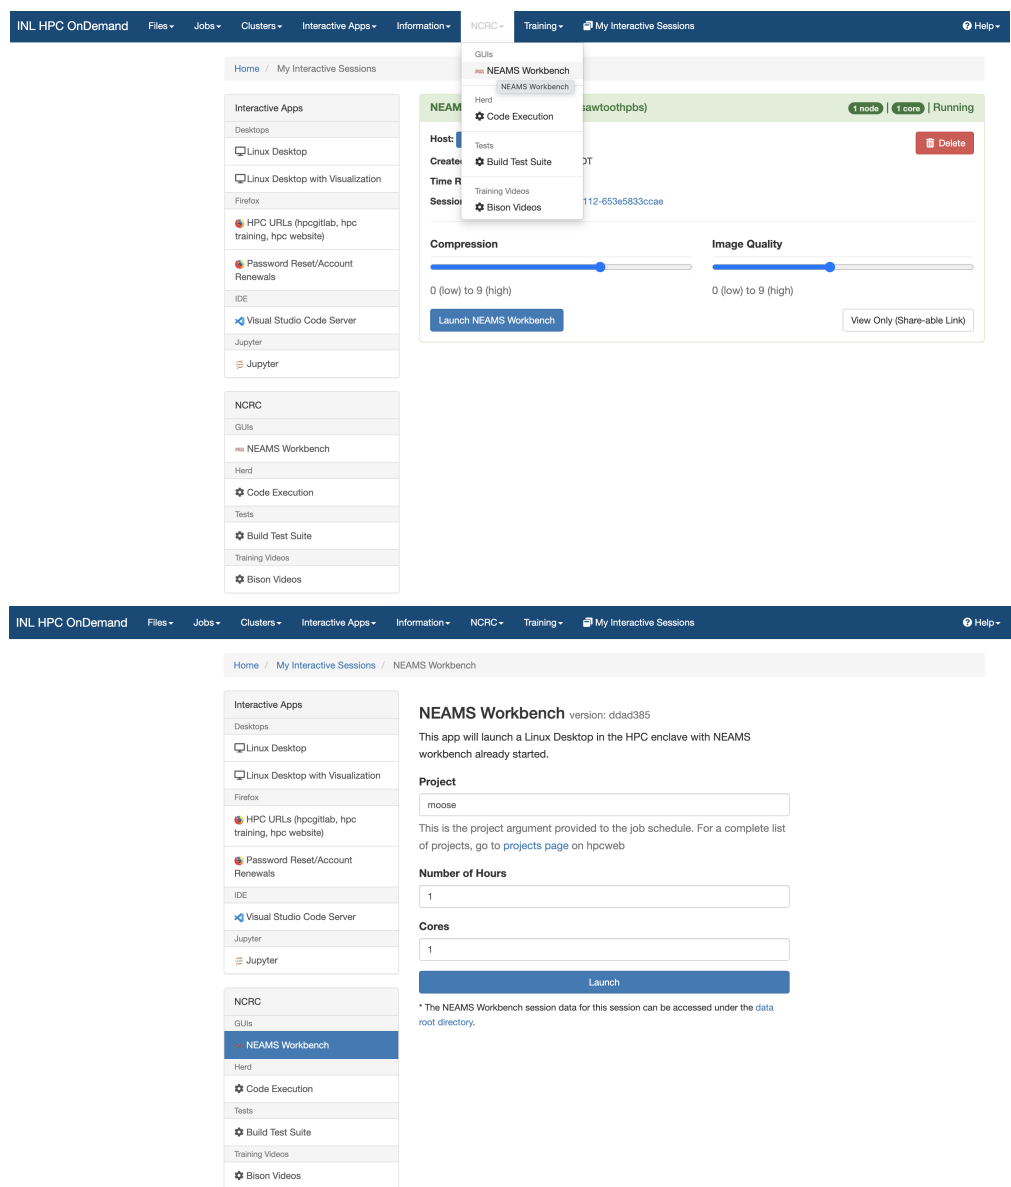 INL HPC OnDemand Files Jobs Clusters Interactive Apps Information NCRC Training My Interactive Sessions Help
Home / My Interactive Sessions
GUIs
NEAMS Workbench
NEAMS Workbench
Herd
Code Execution
Tests
Build Test Suite
Training Videos
Bison Videos
Interactive Apps
Desktops
Linux Desktop
Linux Desktop with Visualization
Firefox
HPC URLs (hpcgitlab, hpc
training, hpc website)
Password Reset/Account
Renewals
IDE
Visual Studio Code Server
Jupyter
Jupyter
NCRC
GUIs
NEAMS Workbench
Herd
Code Execution
Tests
Build Test Suite
Training Videos
Bison Videos
NEAM sawtoothpbs) 1 node | 1 core | Running
Host:
Delete
Create DT
Time R
Session 112-653e5833ccae
Compression
0 (low) to 9 (high)
Image Quality
0 (low) to 9 (high)
Launch NEAMS Workbench
View Only (Share-able Link)
INL HPC OnDemand Files Jobs Clusters Interactive Apps Information NCRC Training My Interactive Sessions Help
Home / My Interactive Sessions / NEAMS Workbench
Interactive Apps
Desktops
Linux Desktop
Linux Desktop with Visualization
Firefox
HPC URLs (hpcgitlab, hpc
training, hpc website)
Password Reset/Account
Renewals
IDE
Visual Studio Code Server
Jupyter
Jupyter
NCRC
GUIs
NEAMS Workbench
Herd
Code Execution
Tests
Build Test Suite
Training Videos
Bison Videos
NEAMS Workbench version: ddad385
This app will launch a Linux Desktop in the HPC enclave with NEAMS
workbench already started.
Project
moose
This is the project argument provided to the job schedule. For a complete list
of projects, go to projects page on hpcweb
Number of Hours
1
Cores
1
Launch
* The NEAMS Workbench session data for this session can be accessed under the data
root directory.